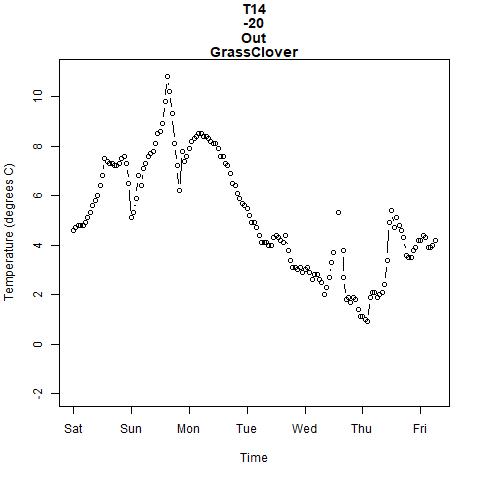 T14
-20
Out
GrassClover
Temperature (degrees C)
10
8
6
4
2
0
-2
Sat Sun Mon Tue Wed Thu Fri
Time